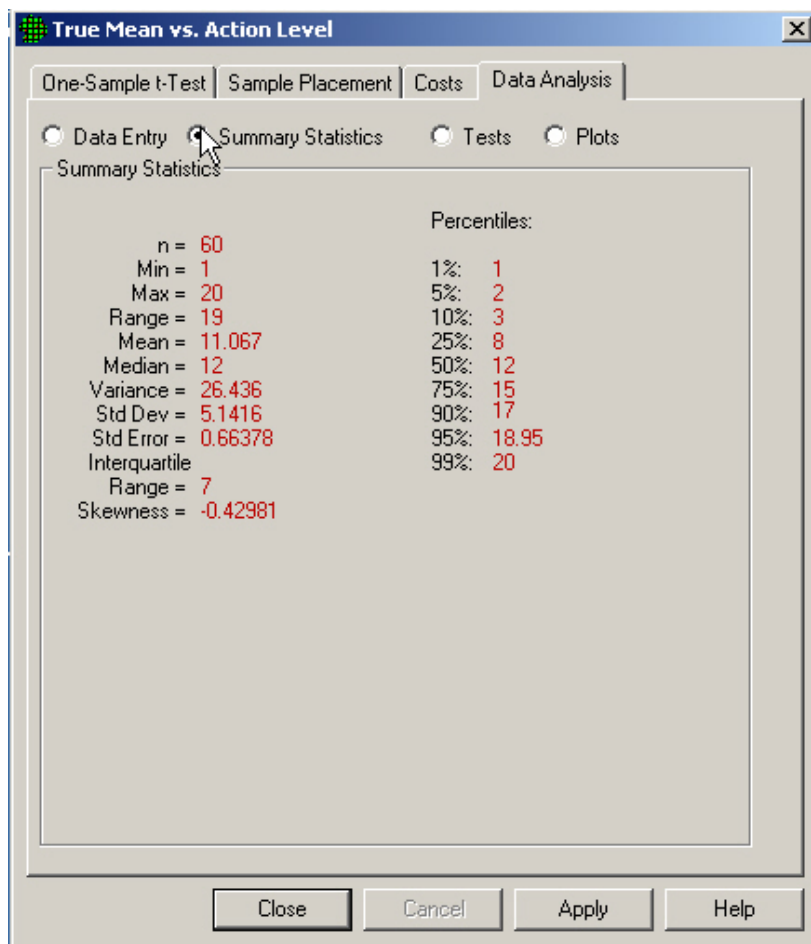 True Mean vs. Action Level
One-Sample t-Test Sample Placement Costs Data Analysis
Data Entry Summary Statistics Tests Plots
Summary Statistics
Percentiles:
n = 60
Min = 1 1%: 1
Max = 20 5%: 2
Range = 19 10%: 3
Mean = 11.067 25%: 8
Median = 12 50%: 12
Variance = 26.436 75%: 15
Std Dev = 5.1416 90%: 17
Std Error = 0.66378 95%: 18.95
Interquartile 99%: 20
Range = 7
Skewness = -0.42981
Close Cancel Apply Help